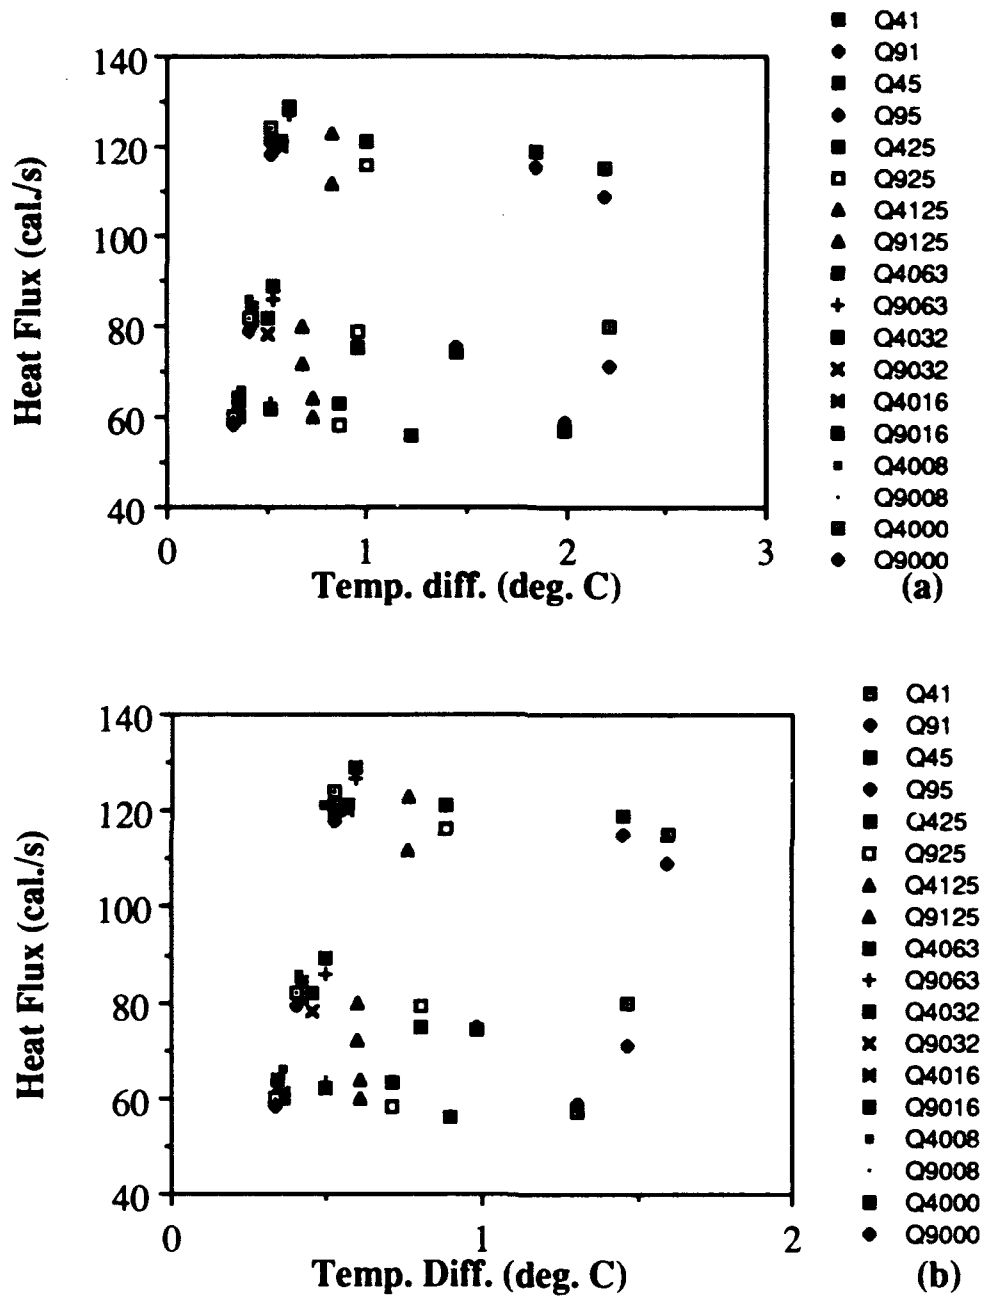 140
120
100
80
60
40
0
1
2
3
Heat Flux (cal./s)
Temp. diff. (deg. C)
Q41
Q91
Q45
Q95
Q425
Q925
Q4125
Q9125
Q4063
Q9063
Q4032
Q9032
Q4016
Q9016
Q4008
Q9008
Q4000
Q9000
(a)
140
120
100
80
60
40
0
1
2
Heat Flux (cal./s)
Temp. Diff. (deg. C)
Q41
Q91
Q45
Q95
Q425
Q925
Q4125
Q9125
Q4063
Q9063
Q4032
Q9032
Q4016
Q9016
Q4008
Q9008
Q4000
Q9000
(b)